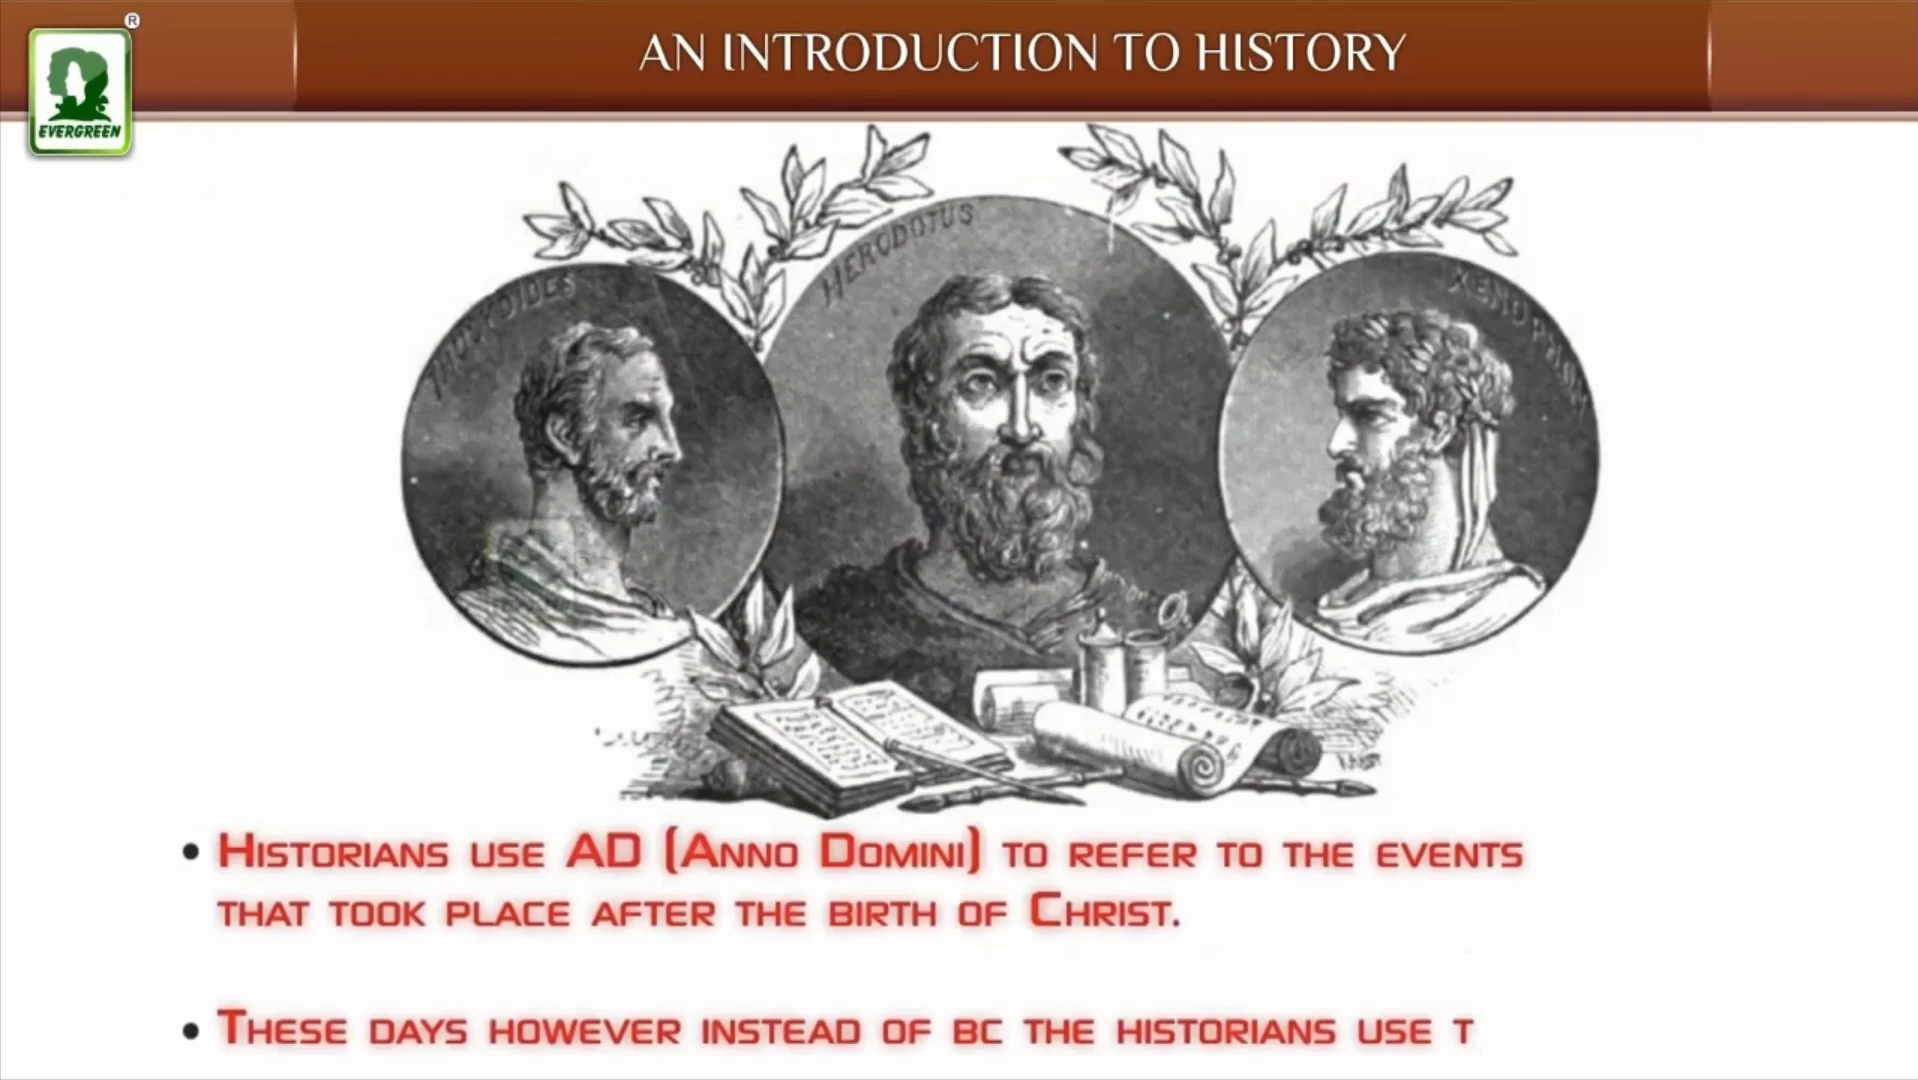 ®
EVERGREEN
AN INTRODUCTION TO HISTORY
THUCYDIDES
HERODOTUS
XENOPHON
• HISTORIANS USE AD (ANNO DOMINI) TO REFER TO THE EVENTS
THAT TOOK PLACE AFTER THE BIRTH OF CHRIST.
• THESE DAYS HOWEVER INSTEAD OF BC THE HISTORIANS USE T